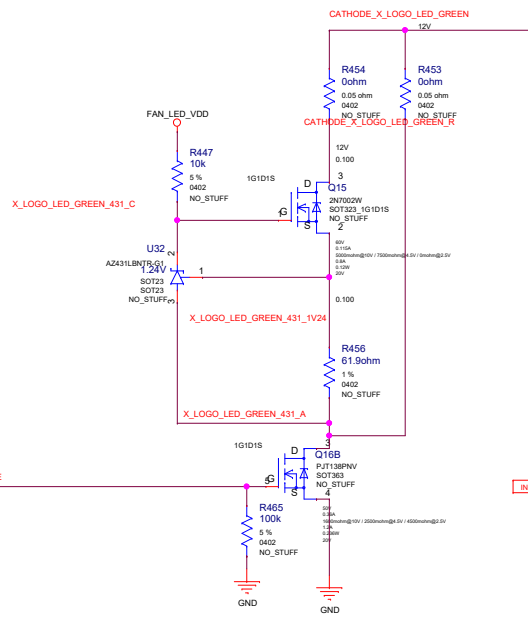 CATHODE_X_LOGO_LED_GREEN
12V
R454
0ohm
0.05 ohm
0402
NO_STUFF
R453
0ohm
0.05 ohm
0402
NO_STUFF
CATHODE_X_LOGO_LED_GREEN_R
FAN_LED_VDD
R447
10k
5 %
0402
NO_STUFF
12V
0.100
1G1D1S
D
3
Q15
2N7002W
SOT323_1G1D1S
NO_STUFF
1
G
S
2
X_LOGO_LED_GREEN_431_C
60V
0.115A
5000mohm@10V / 7500mohm@4.5V / 0mohm@2.5V
0.8A
0.12W
20V
U32
2
AZ431LBNTR-G1
1.24V
SOT23
SOT23
NO_STUFF
3
1
0.100
X_LOGO_LED_GREEN_431_1V24
R456
61.9ohm
1 %
0402
NO_STUFF
X_LOGO_LED_GREEN_431_A
1G1D1S
D
3
Q16B
PJT138PNV
SOT363
NO_STUFF
5
G
S
4
E
IN
R465
100k
5 %
0402
NO_STUFF
50V
GND
GND